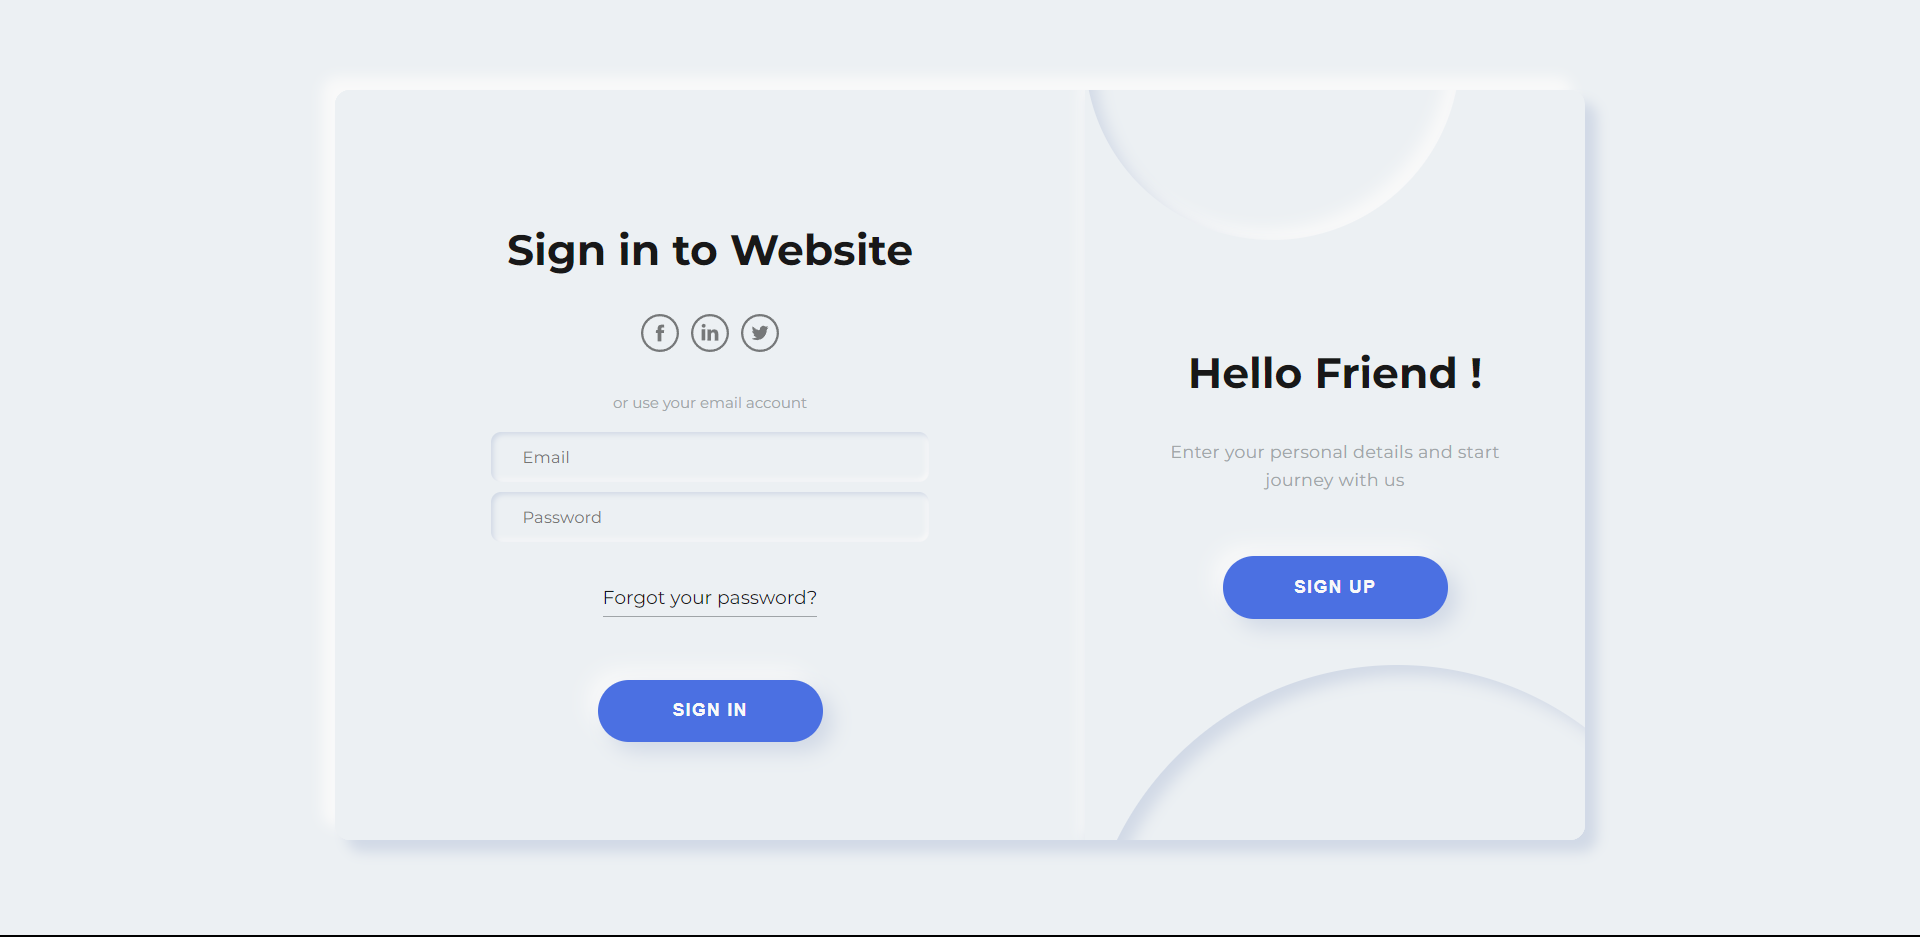 Sign in to Website
or use your email account
Email
Password
Forgot your password?
SIGN IN
Hello Friend !
Enter your personal details and start
journey with us
SIGN UP